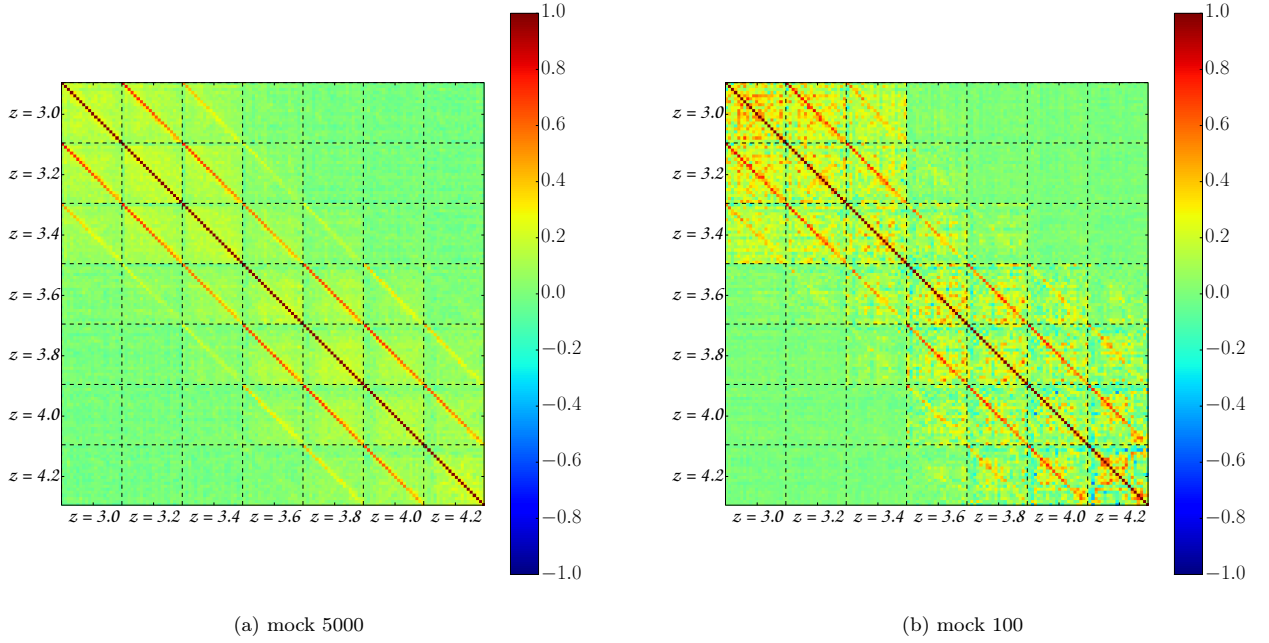 1.0
0.8
0.6
0.4
0.2
0.0
−0.2
−0.4
−0.6
−0.8
−1.0
z = 3.0
z = 3.2
z = 3.4
z = 3.6
z = 3.8
z = 4.0
z = 4.2
z = 3.0 z = 3.2 z = 3.4 z = 3.6 z = 3.8 z = 4.0 z = 4.2
(a) mock 5000
1.0
0.8
0.6
0.4
0.2
0.0
−0.2
−0.4
−0.6
−0.8
−1.0
z = 3.0
z = 3.2
z = 3.4
z = 3.6
z = 3.8
z = 4.0
z = 4.2
z = 3.0 z = 3.2 z = 3.4 z = 3.6 z = 3.8 z = 4.0 z = 4.2
(b) mock 100